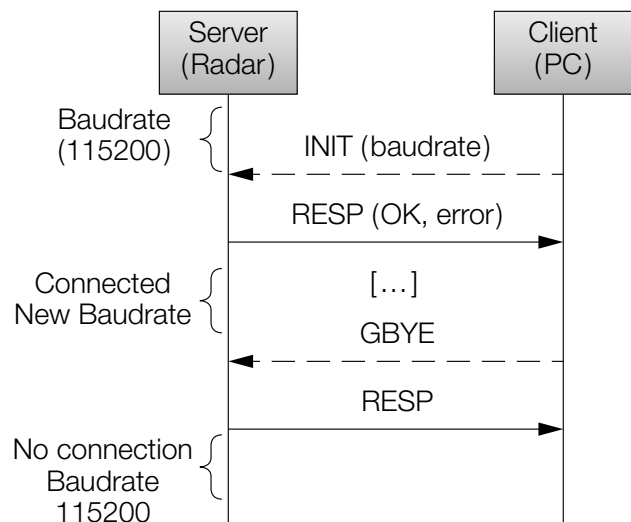 Server
(Radar)
Client
(PC)
Baudrate
(115200)
INIT (baudrate)
RESP (OK, error)
Connected
New Baudrate
[...]
GBYE
RESP
No connection
Baudrate
115200